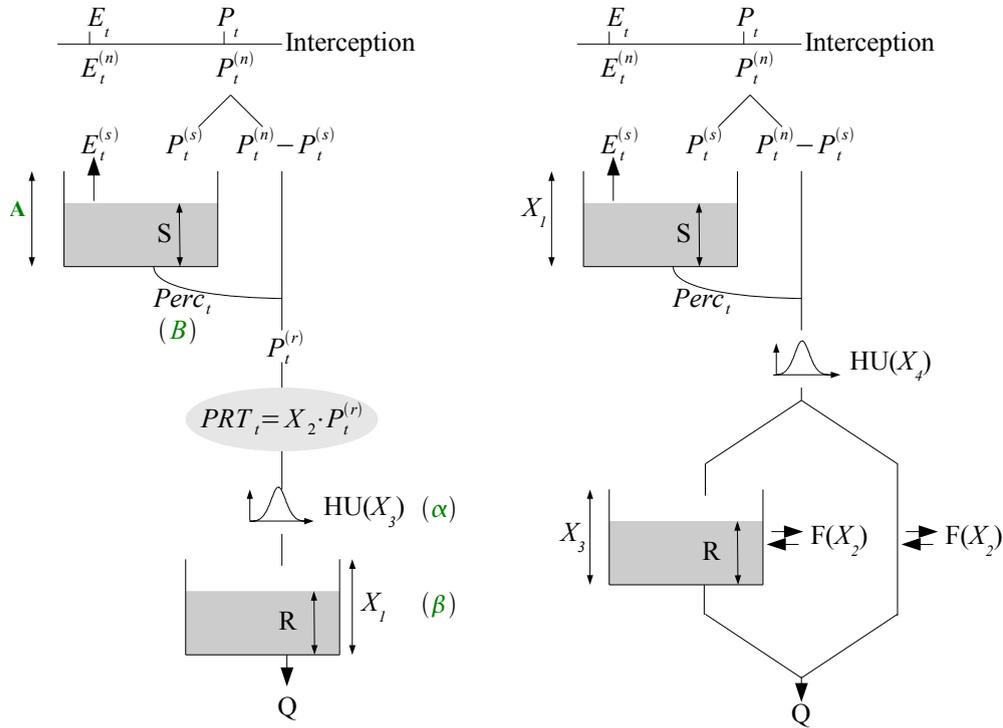 E_t P_t
Interception
E_t^{(n)} P_t^{(n)}
E_t^{(s)} P_t^{(s)} P_t^{(n)} − P_t^{(s)}
A
S
Perc_t
(B)
P_t^{(r)}
PRT_t = X_2 · P_t^{(r)}
HU(X_3) (α)
R
X_1 (β)
Q
E_t P_t
Interception
E_t^{(n)} P_t^{(n)}
E_t^{(s)} P_t^{(s)} P_t^{(n)} − P_t^{(s)}
X_1
S
Perc_t
HU(X_4)
X_3
R
F(X_2) F(X_2)
Q